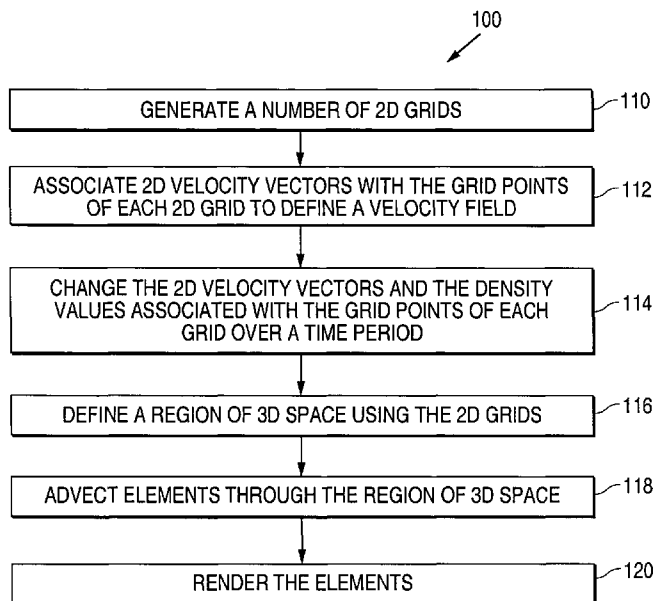 100
GENERATE A NUMBER OF 2D GRIDS
110
ASSOCIATE 2D VELOCITY VECTORS WITH THE GRID POINTS
OF EACH 2D GRID TO DEFINE A VELOCITY FIELD
112
CHANGE THE 2D VELOCITY VECTORS AND THE DENSITY
VALUES ASSOCIATED WITH THE GRID POINTS OF EACH
GRID OVER A TIME PERIOD
114
DEFINE A REGION OF 3D SPACE USING THE 2D GRIDS
116
ADVECT ELEMENTS THROUGH THE REGION OF 3D SPACE
118
RENDER THE ELEMENTS
120